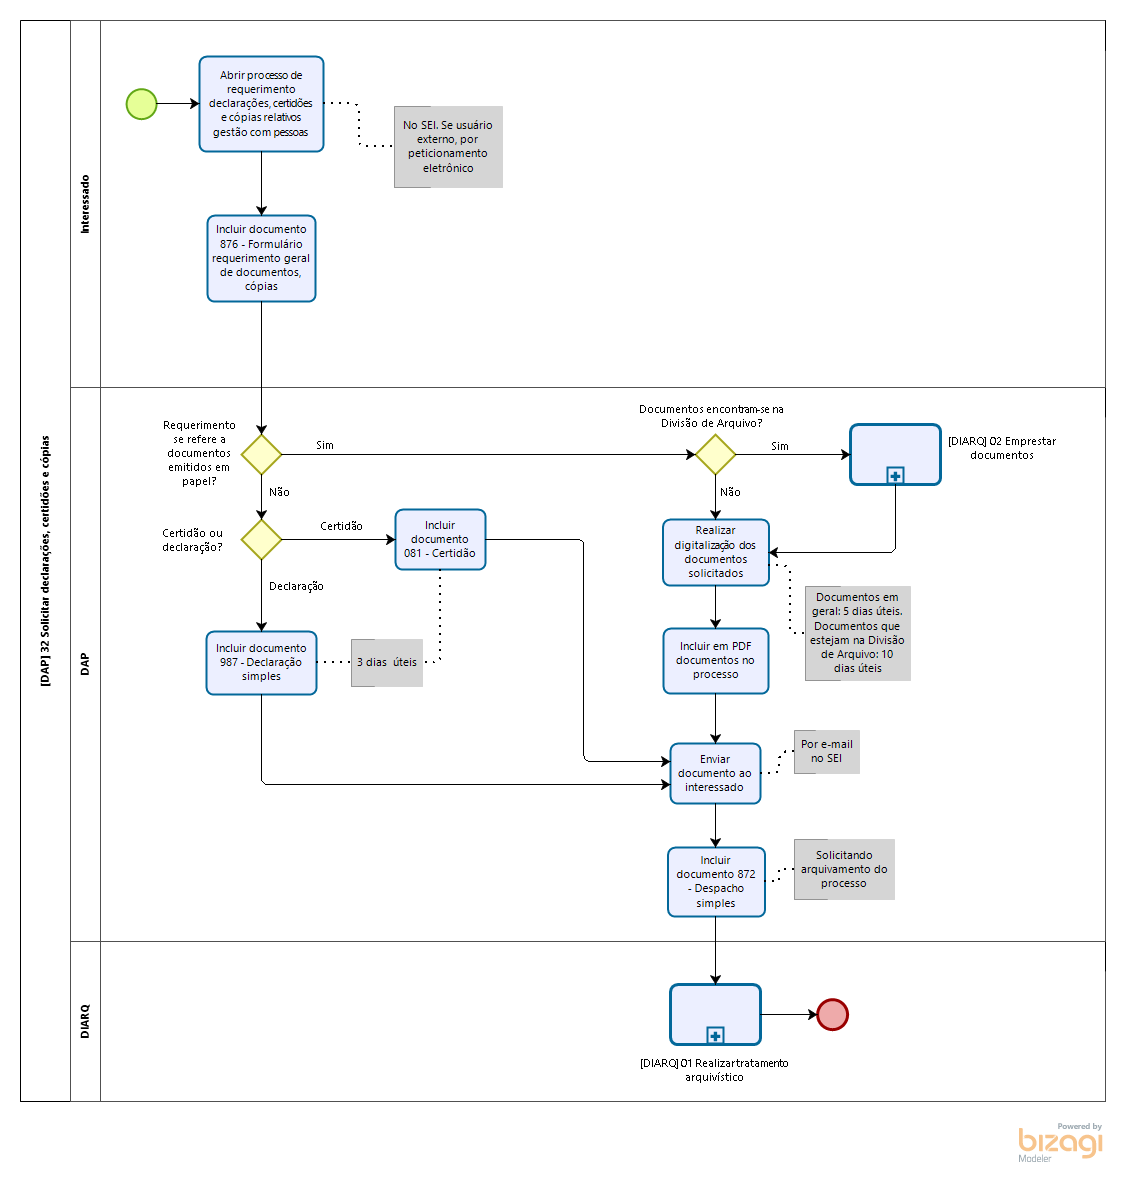 [DAP] 32 Solicitar declarações, certidões e cópias
Interessado
Abrir processo de
requerimento
declarações, certidões
e cópias relativos
gestão com pessoas
No SEI. Se usuário
externo, por
peticionamento
eletrônico
Incluir documento
876 - Formulário
requerimento geral
de documentos,
cópias
DAP
Requerimento
se refere a
documentos
emitidos em
papel?
Sim
Documentos encontram-se na
Divisão de Arquivo?
Sim
[DIARQ] 02 Emprestar
documentos
Não
Não
Certidão ou
declaração?
Certidão
Incluir
documento
081 - Certidão
Realizar
digitalização dos
documentos
solicitados
Declaração
Documentos em
geral: 5 dias úteis.
Documentos que
estejam na Divisão
de Arquivo: 10
dias úteis
Incluir documento
987 - Declaração
simples
3 dias úteis
Incluir em PDF
documentos no
processo
Enviar
documento ao
interessado
Por e-mail
no SEI
Incluir
documento 872
- Despacho
simples
Solicitando
arquivamento do
processo
DIARQ
[DIARQ] 01 Realizar tratamento
arquivístico
Powered by
bizagi
Modeler